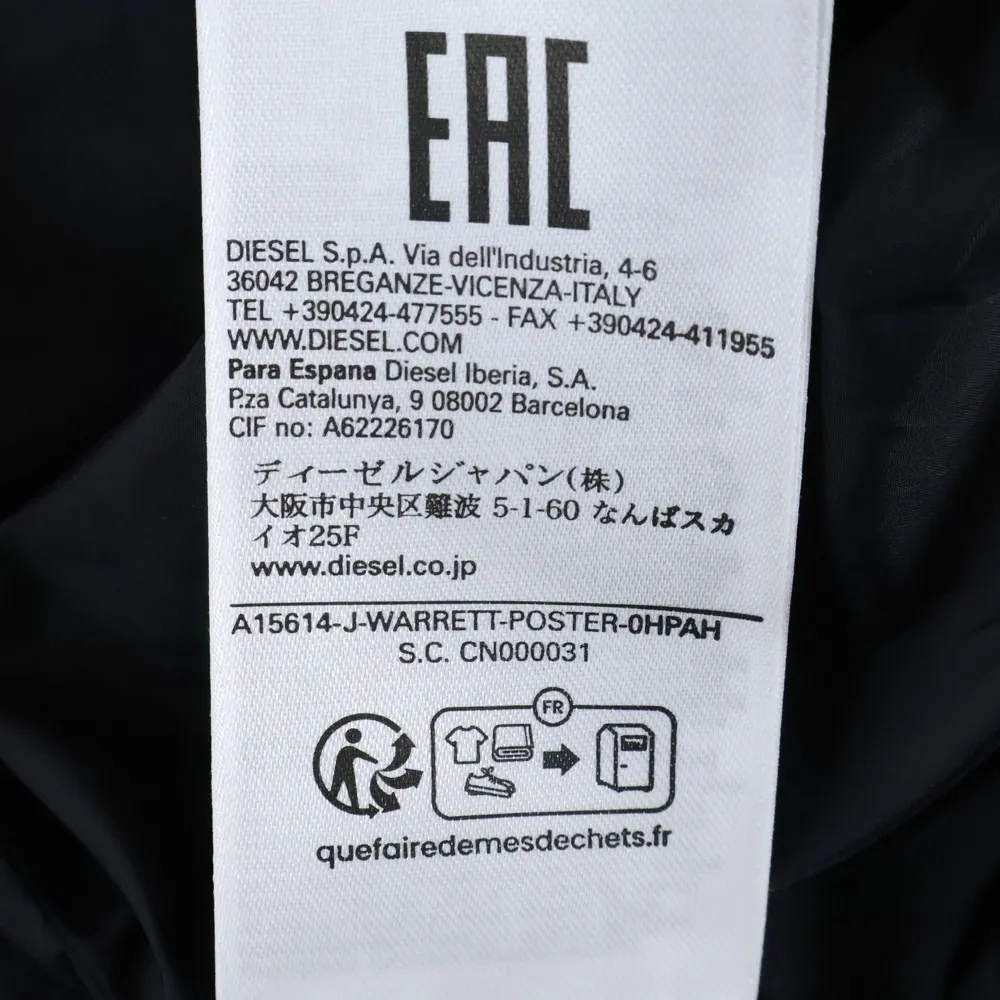 EAC
DIESEL S.p.A. Via dell'Industria, 4-6
36042 BREGANZE-VICENZA-ITALY
TEL +390424-477555 - FAX +390424-411955
WWW.DIESEL.COM
Para Espana Diesel Iberia, S.A.
P.za Catalunya, 9 08002 Barcelona
CIF no: A62226170
ディーゼルジャパン(株)
大阪市中央区難波 5-1-60 なんばスカ
イオ25F
www.diesel.co.jp
A15614-J-WARRETT-POSTER-0HPAH
S.C. CN000031
FR
quefairedemesdechets.fr